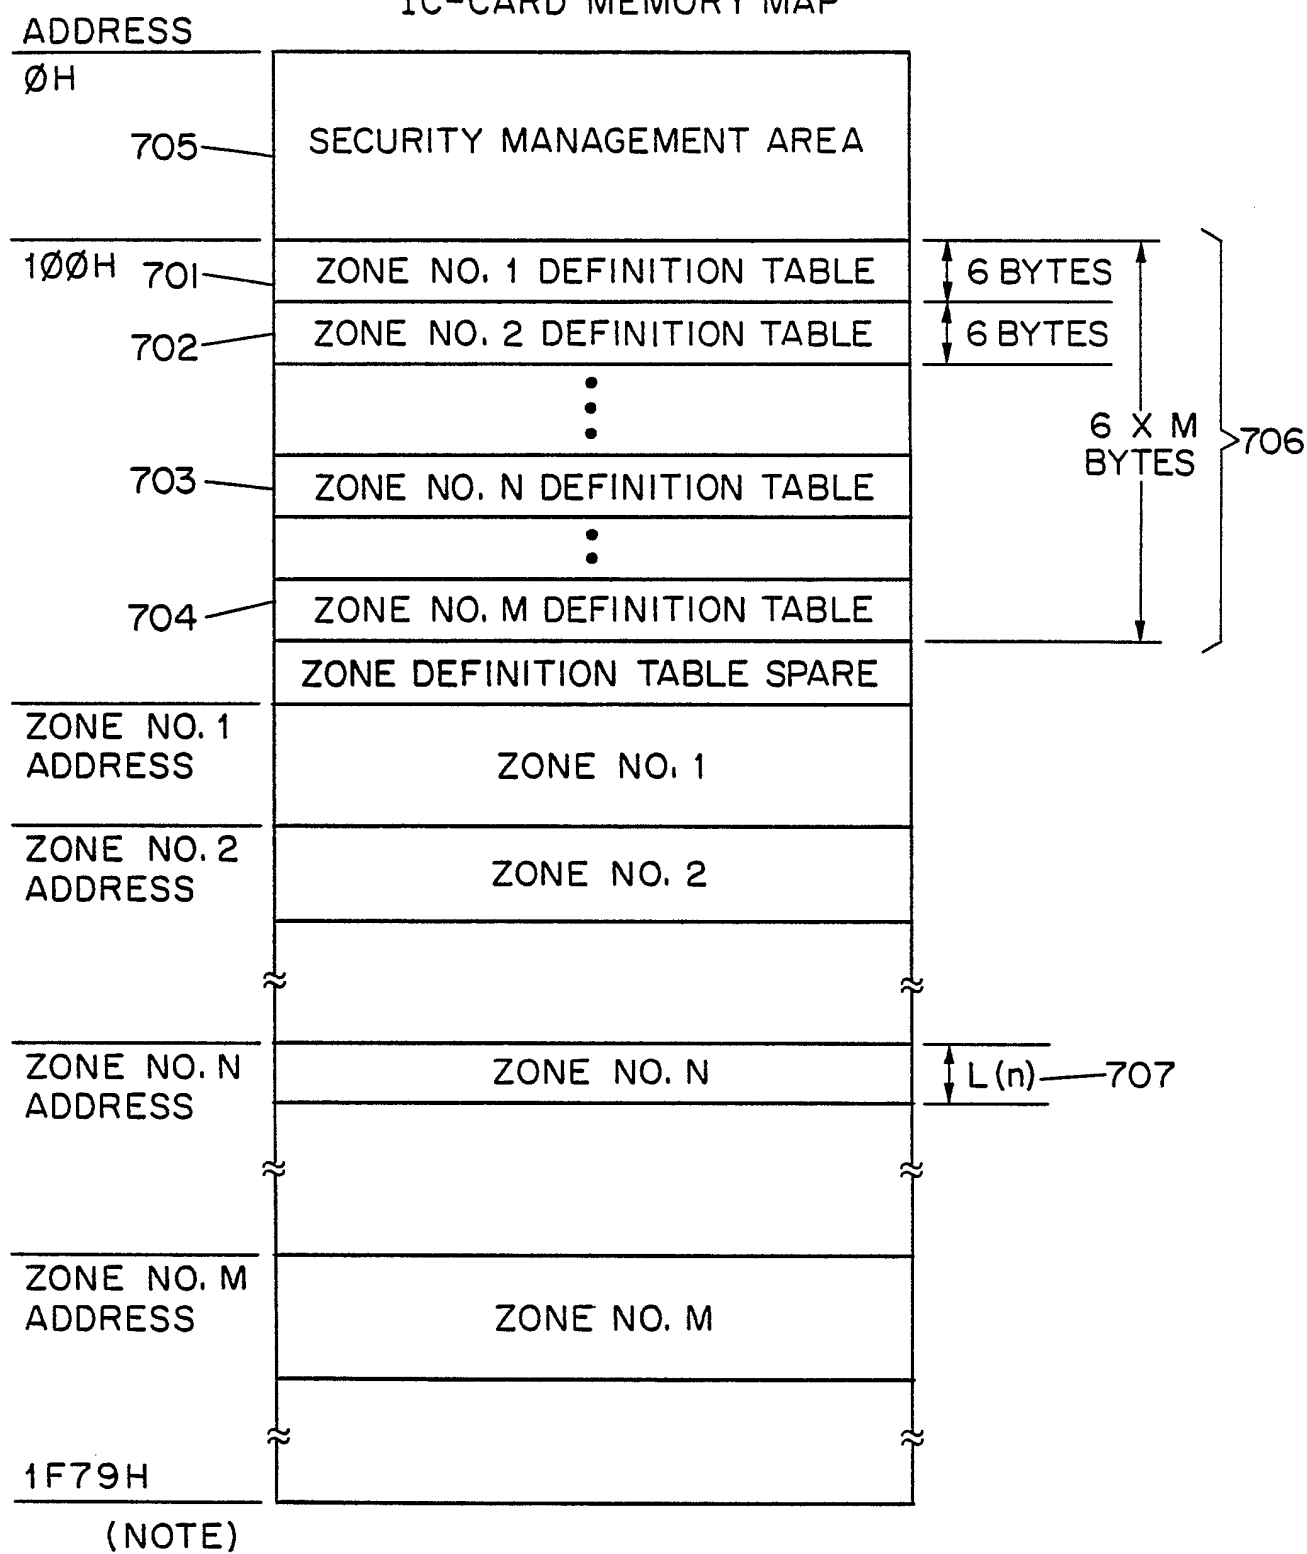 IC-CARD MEMORY MAP
ADDRESS
ØH
705
SECURITY MANAGEMENT AREA
1ØØH
701
ZONE NO. 1 DEFINITION TABLE
6 BYTES
702
ZONE NO. 2 DEFINITION TABLE
6 BYTES
6 X M
BYTES
706
703
ZONE NO. N DEFINITION TABLE
704
ZONE NO. M DEFINITION TABLE
ZONE DEFINITION TABLE SPARE
ZONE NO. 1
ADDRESS
ZONE NO. 1
ZONE NO. 2
ADDRESS
ZONE NO. 2
ZONE NO. N
ADDRESS
ZONE NO. N
L(n)
707
ZONE NO. M
ADDRESS
ZONE NO. M
1F79H
(NOTE)